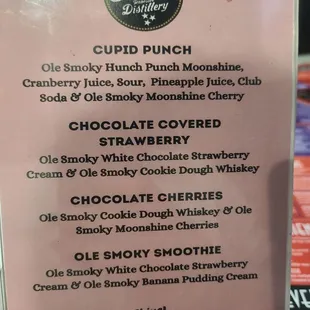 Distillery
CUPID PUNCH
Ole Smoky Hunch Punch Moonshine,
Cranberry Juice, Sour, Pineapple Juice, Club
Soda & Ole Smoky Moonshine Cherry
CHOCOLATE COVERED
STRAWBERRY
Ole Smoky White Chocolate Strawberry
Cream & Ole Smoky Cookie Dough Whiskey
CHOCOLATE CHERRIES
Ole Smoky Cookie Dough Whiskey & Ole
Smoky Moonshine Cherries
OLE SMOKY SMOOTHIE
Ole Smoky White Chocolate Strawberry
Cream & Ole Smoky Banana Pudding Cream